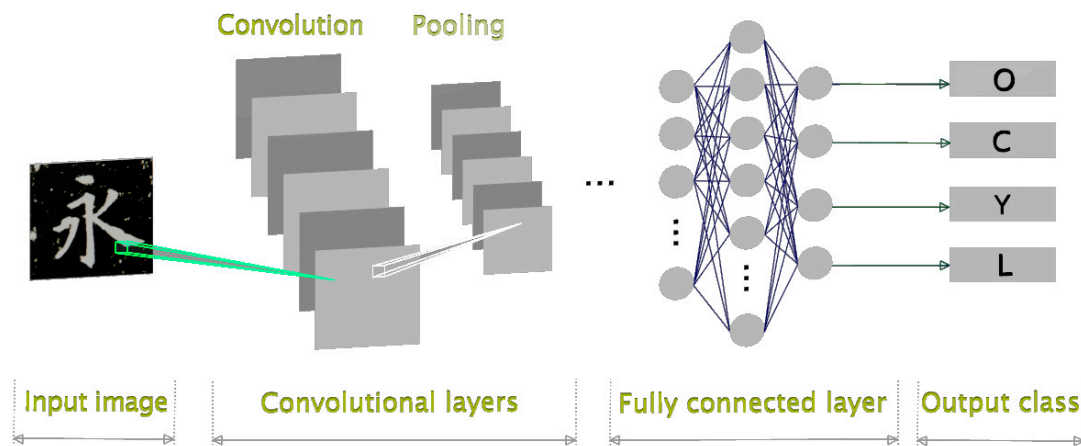 Convolution Pooling
永
...
O
C
Y
L
Input image
Convolutional layers
Fully connected layer
Output class